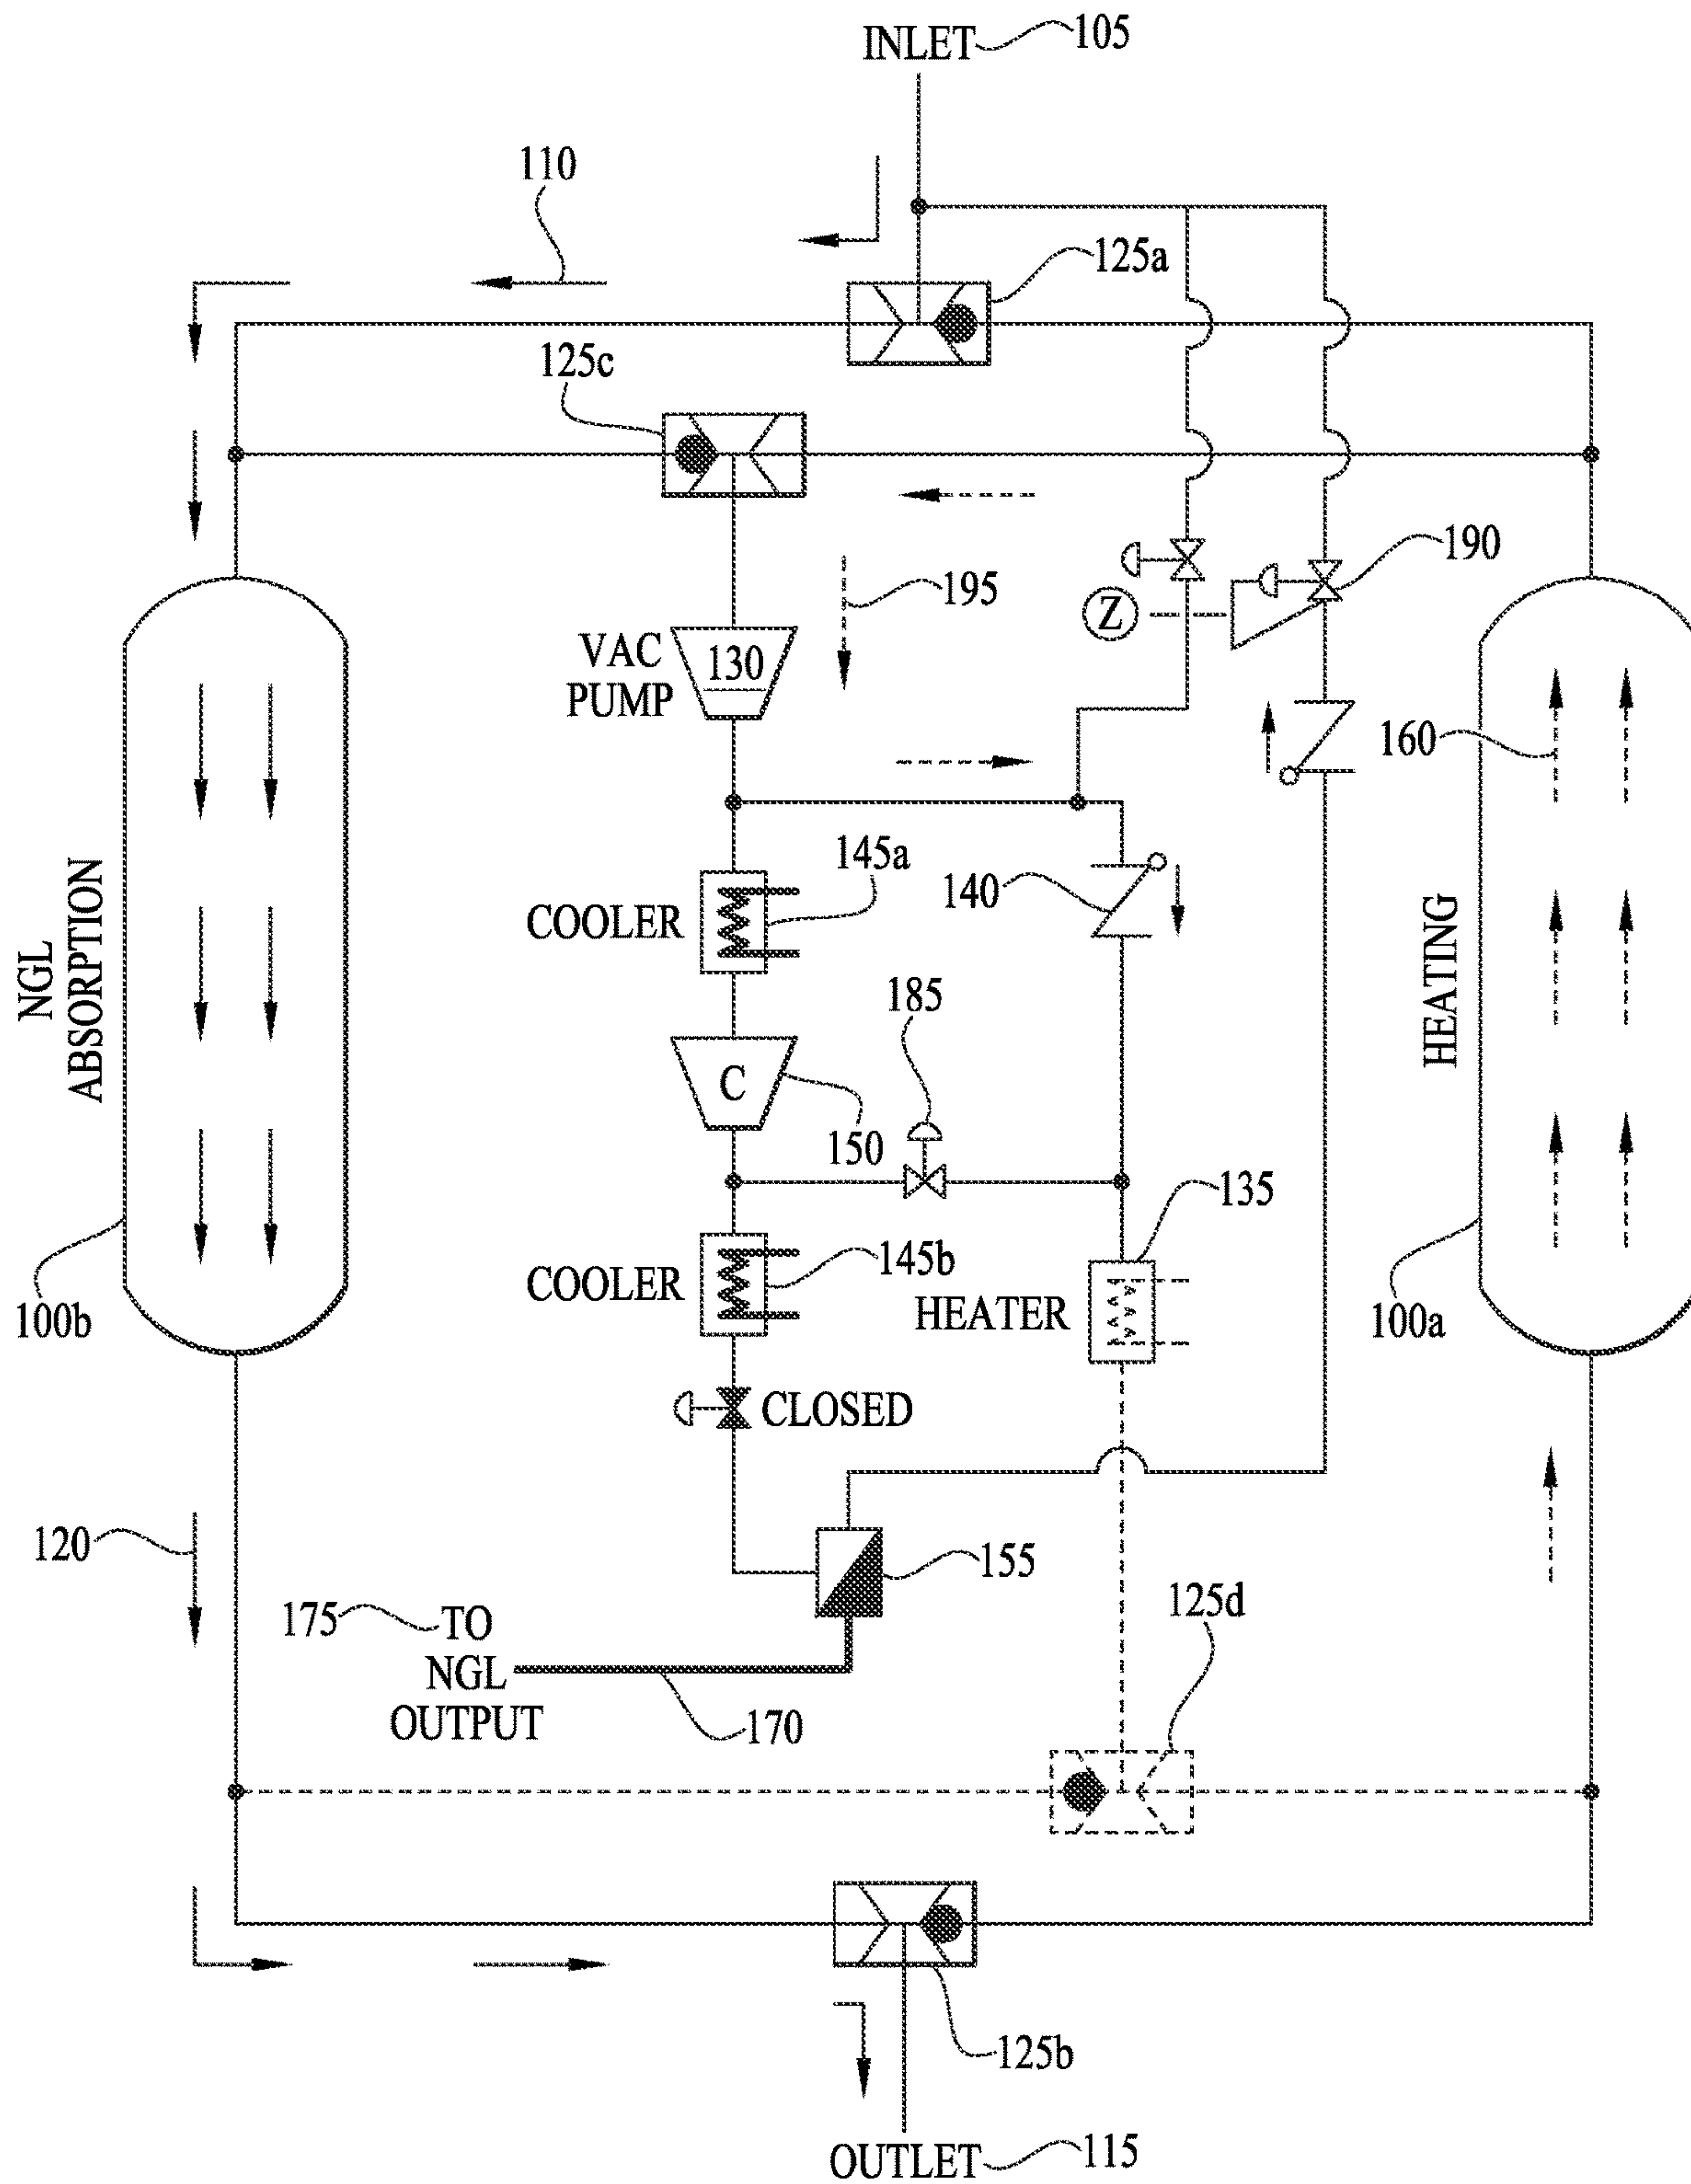 INLET 105
110
125a
125c
190
195
Z
VAC
PUMP
130
160
145a
140
COOLER
NGL
ABSORPTION
HEATING
185
C
150
135
145b
COOLER
HEATER
100b
100a
CLOSED
120
155
175 TO
NGL
OUTPUT
170
125d
125b
OUTLET 115